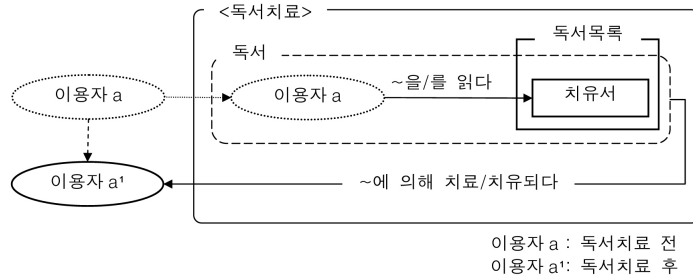 <독서치료>
독서목록
독서
이용자 a
이용자 a
~을/를 읽다
치유서
이용자 a¹
~에 의해 치료/치유되다
이용자 a : 독서치료 전
이용자 a¹: 독서치료 후